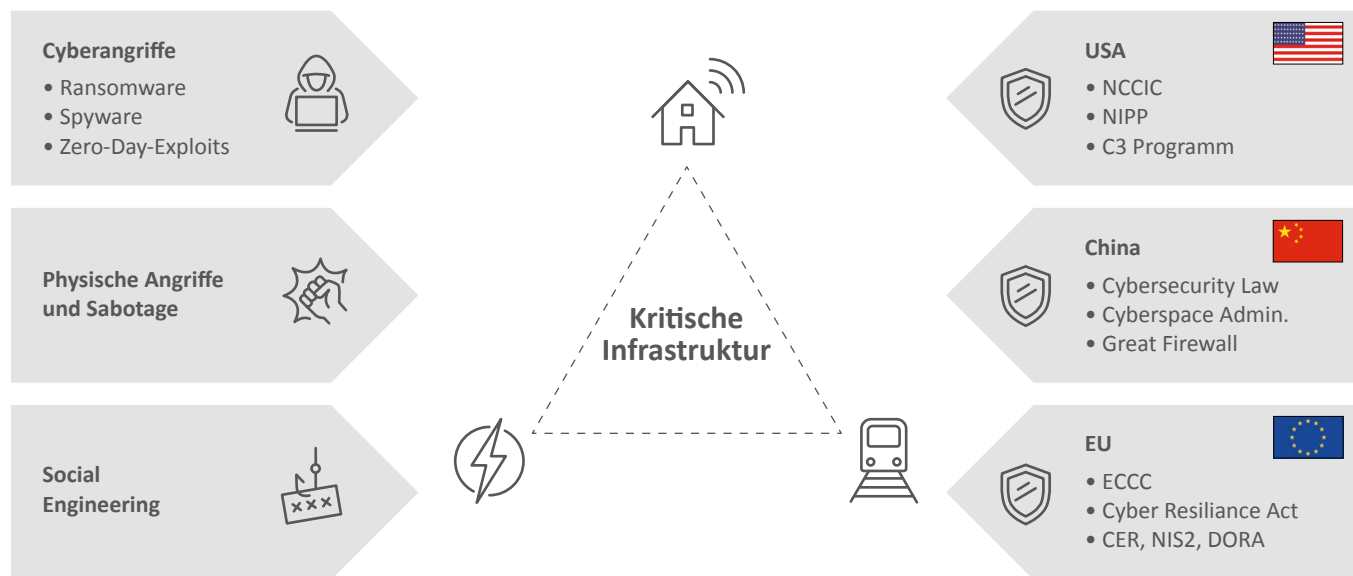 Cyberangriffe
• Ransomware
• Spyware
• Zero-Day-Exploits
Physische Angriffe
und Sabotage
Social
Engineering
×××
Kritische
Infrastruktur
USA
• NCCIC
• NIPP
• C3 Programm
China
• Cybersecurity Law
• Cyberspace Admin.
• Great Firewall
EU
• ECCC
• Cyber Resiliance Act
• CER, NIS2, DORA